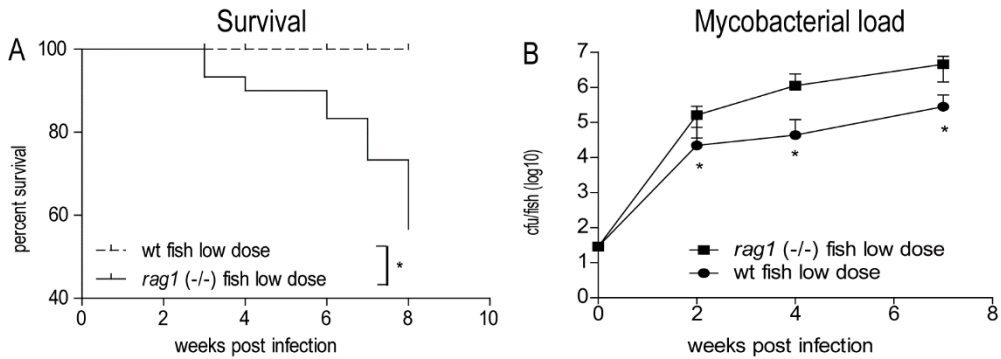 Survival
A
100
80
60
40
percent survival
wt fish low dose
rag1 (-/-) fish low dose
*
0 2 4 6 8 10
weeks post infection
Mycobacterial load
B
7
6
5
4
3
2
1
0
cfu/fish (log10)
* * *
rag1 (-/-) fish low dose
wt fish low dose
0 2 4 6 8
weeks post infection